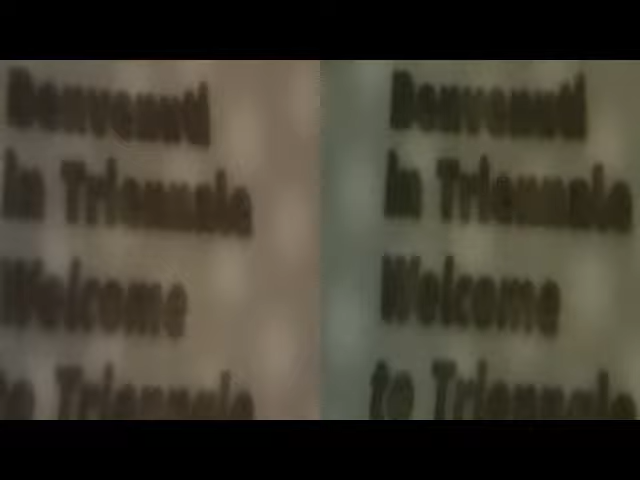 Benvenuti
in Triennale
Welcome
to Triennale
Benvenuti
in Triennale
Welcome
to Triennale